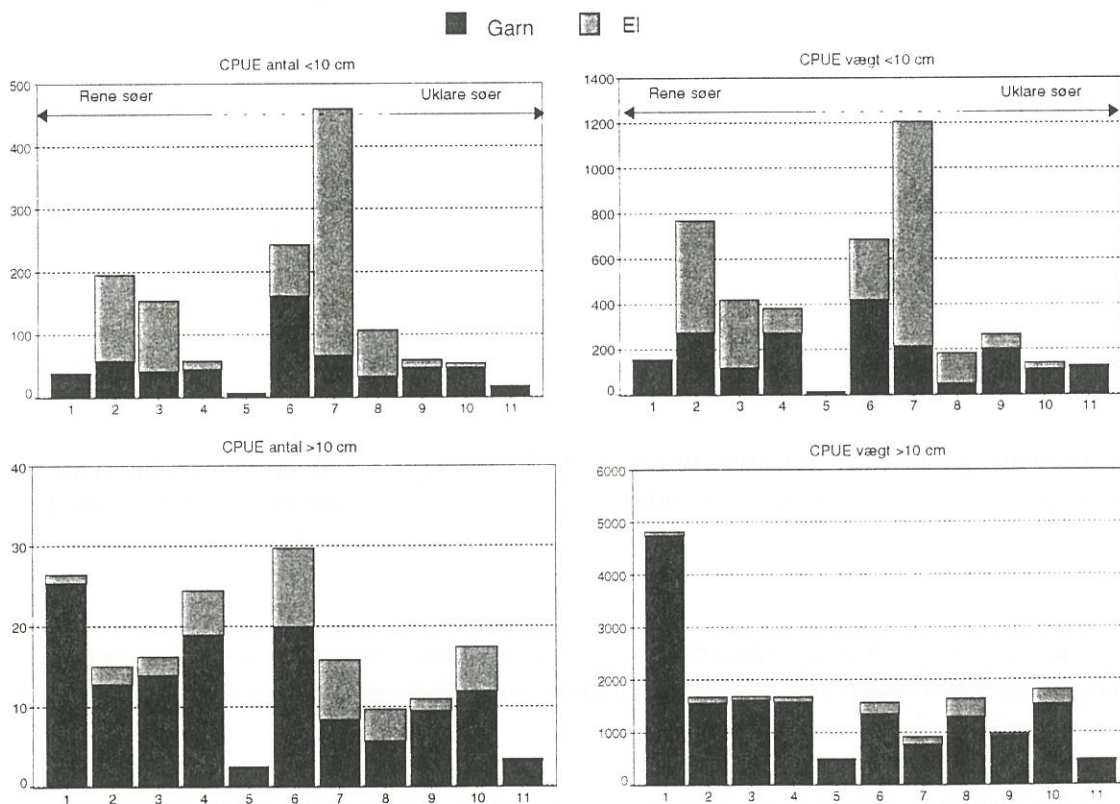 Garn El
CPUE antal <10 cm
500
400
300
200
100
0
Rene søer Uklare søer
1 2 3 4 5 6 7 8 9 10 11
CPUE vægt <10 cm
1400
1200
1000
800
600
400
200
0
Rene søer Uklare søer
1 2 3 4 5 6 7 8 9 10 11
CPUE antal >10 cm
40
30
20
10
0
1 2 3 4 5 6 7 8 9 10 11
CPUE vægt >10 cm
6000
5000
4000
3000
2000
1000
0
1 2 3 4 5 6 7 8 9 10 11